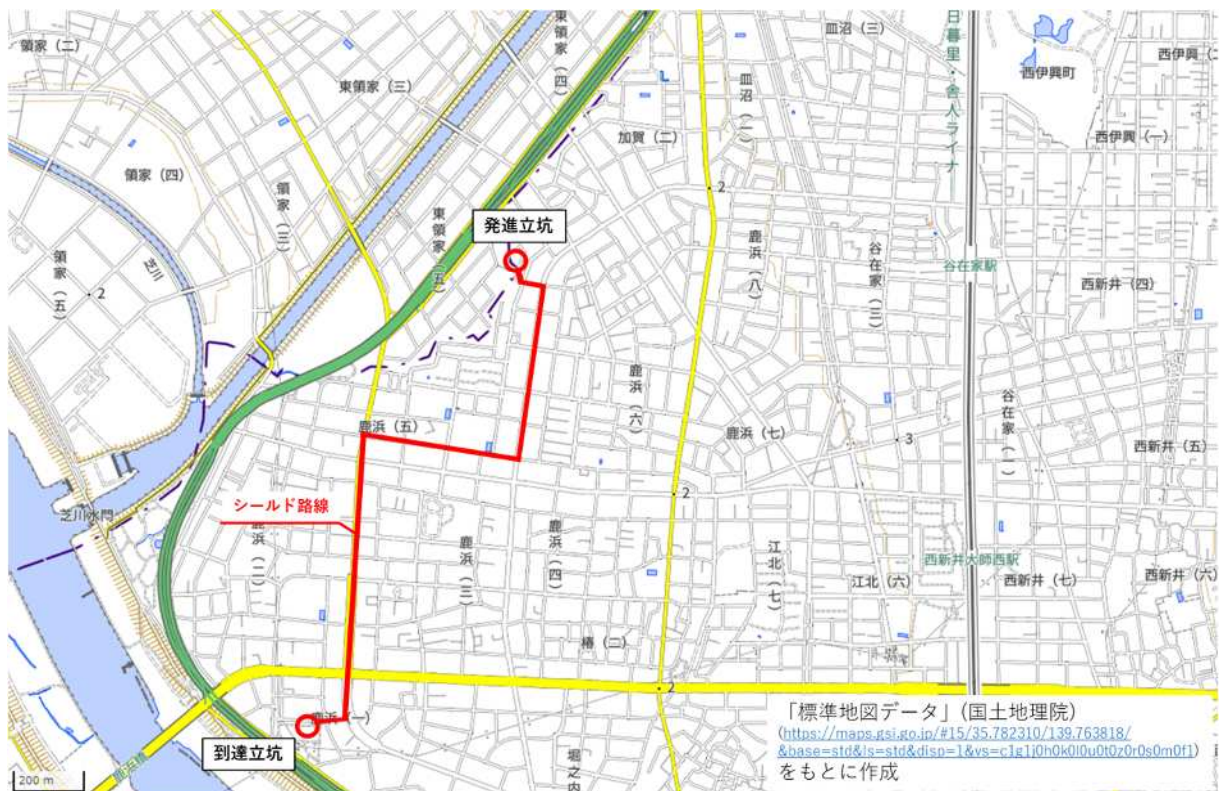 領家（二）
東領家（三）
東領家（四）
皿沼（三）
日暮里・舎人ライナ
西伊興町
西伊興（一）
皿沼（二）
加賀（二）
領家（四）
領家（三）
東領家（五）
発進立坑
鹿浜（八）
谷在家（三）
谷在家駅
西新井（四）
領家（五）
2
芝川
2
鹿浜（六）
鹿浜（五）
鹿浜（七）
3
谷在家（一）
西新井（五）
シールド路線
2
芝川水門
鹿浜（二）
鹿浜（三）
鹿浜（四）
江北（七）
江北（六）
西新井大師西駅
西新井（七）
西新井（六）
椿（二）
2
鹿浜（一）
到達立坑
堀之内
200 m
「標準地図データ」（国土地理院）
(https://maps.gsi.go.jp/#15/35.782310/139.763818/
&base=std&ls=std&disp=1&vs=c1g1j0h0k0l0u0t0z0r0s0m0f1)
をもとに作成